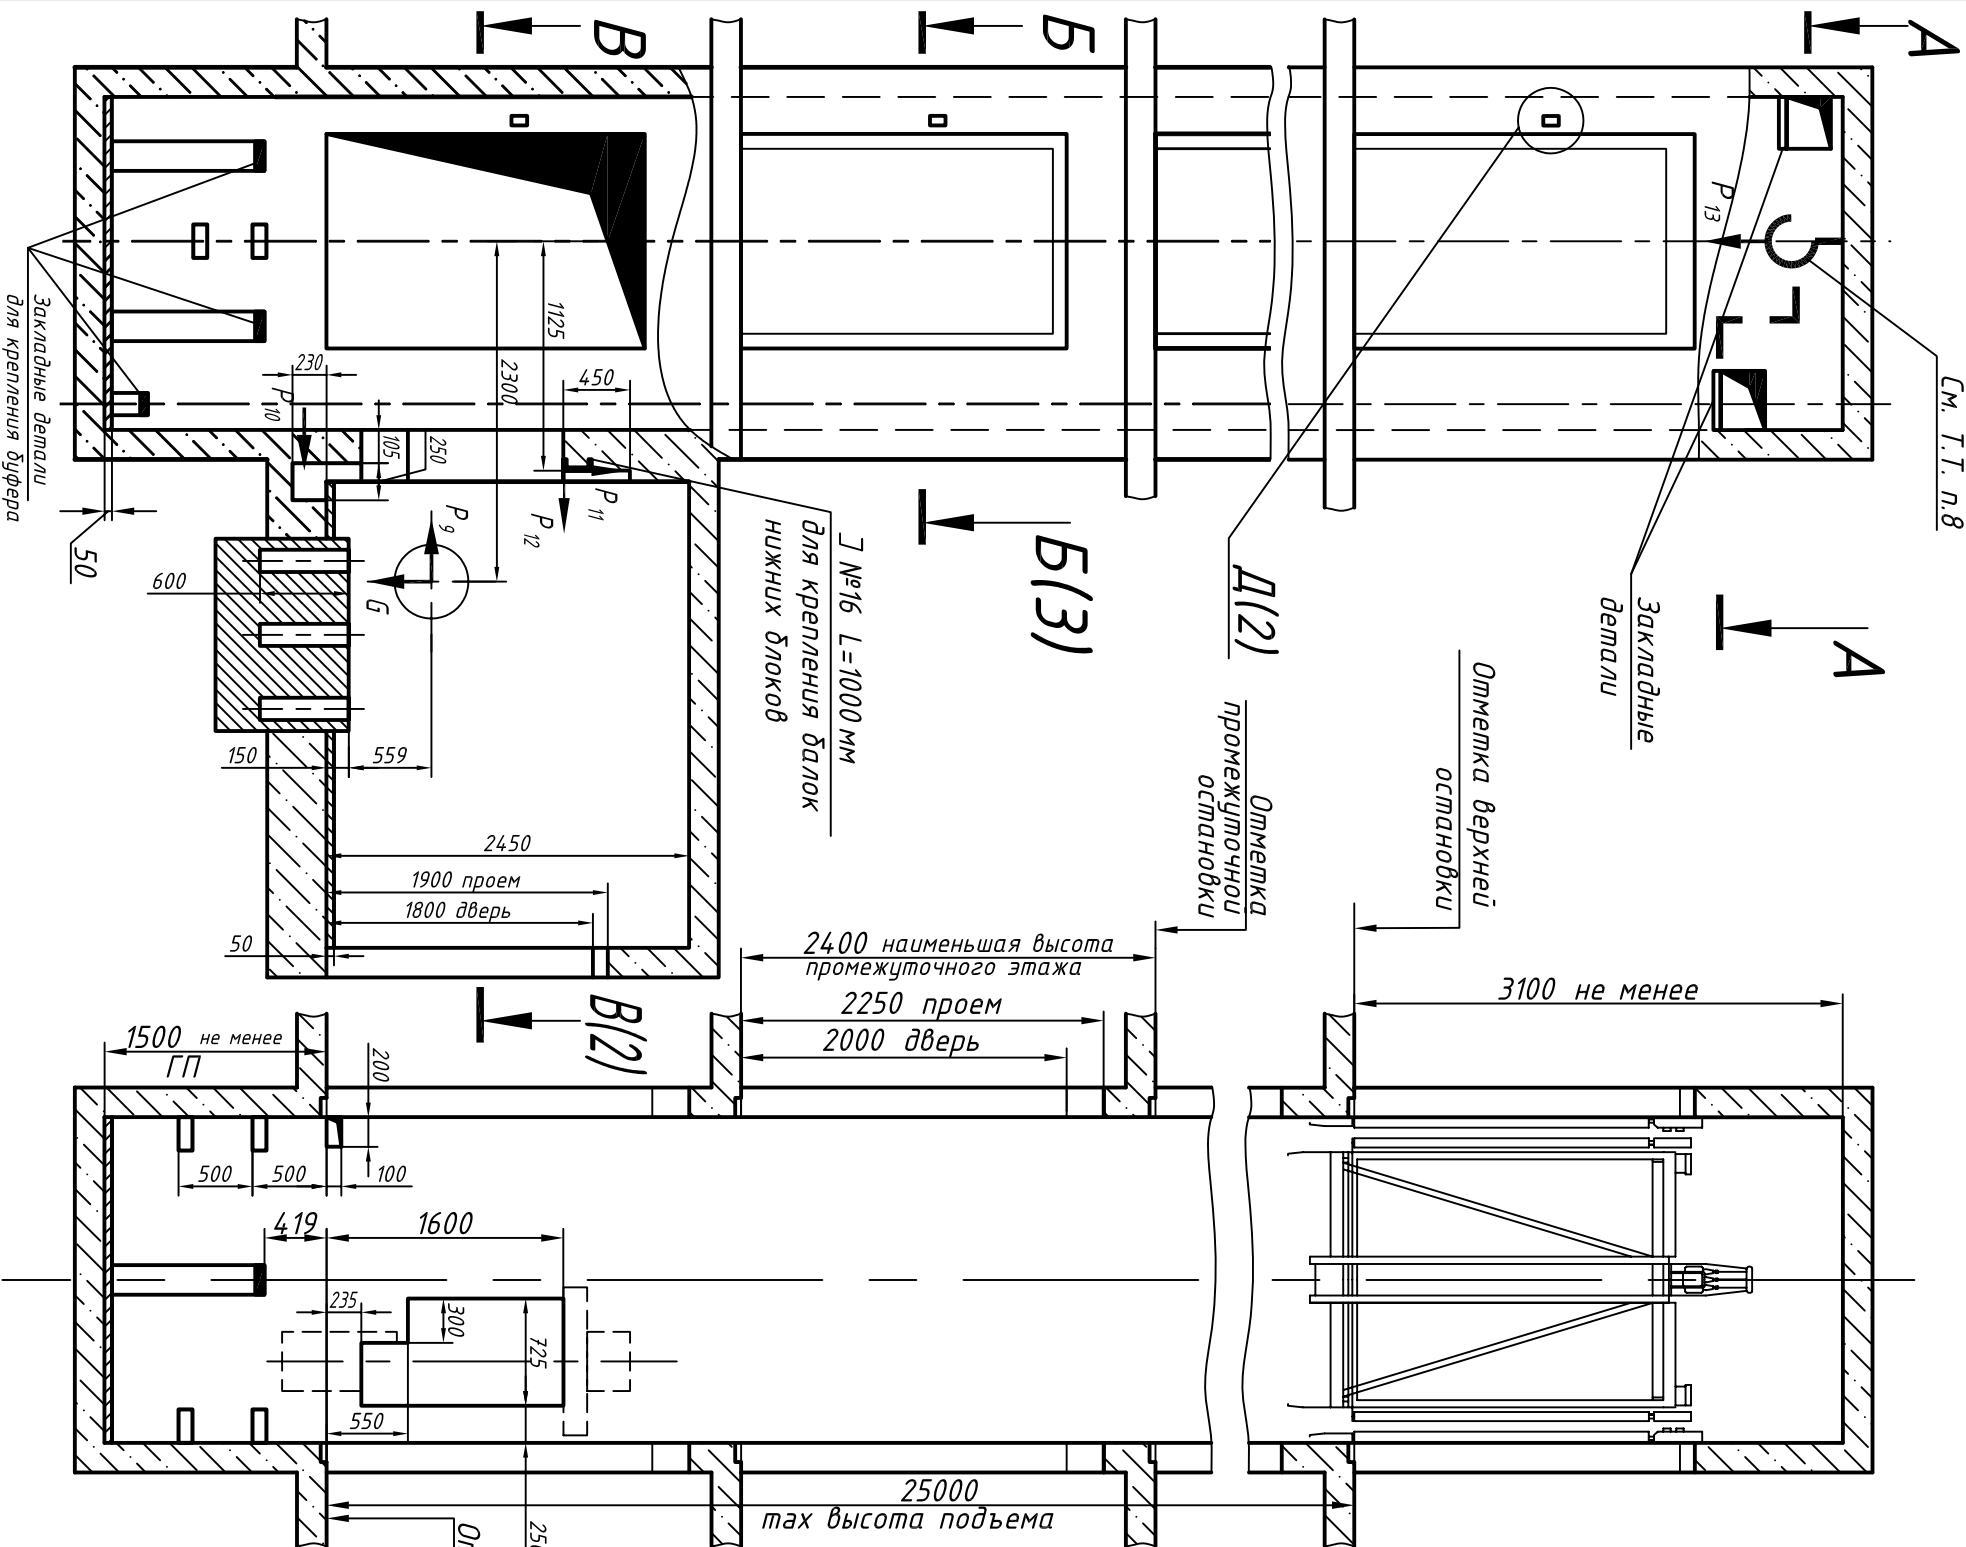 А
Б
В
Р13
См. Т.Т. п.8
Закладные
детали
А
Отметка верхней
остановки
Отметка
промежуточной
остановки
Д(2)
Б(3)
] №16 L=1000 мм
для крепления балок
нижних блоков
1125
2300
450
230
Р10
105
250
Р11
Р12
Р9
G
Закладные детали
для крепления буфера
50
600
150
559
2450
1900 проем
1800 дверь
50
В(2)
2400 наименьшая высота
промежуточного этажа
2250 проем
2000 дверь
3100 не менее
1500 не менее
ГП
200
500
500
100
419
1600
235
300
725
550
25000
max высота подъема